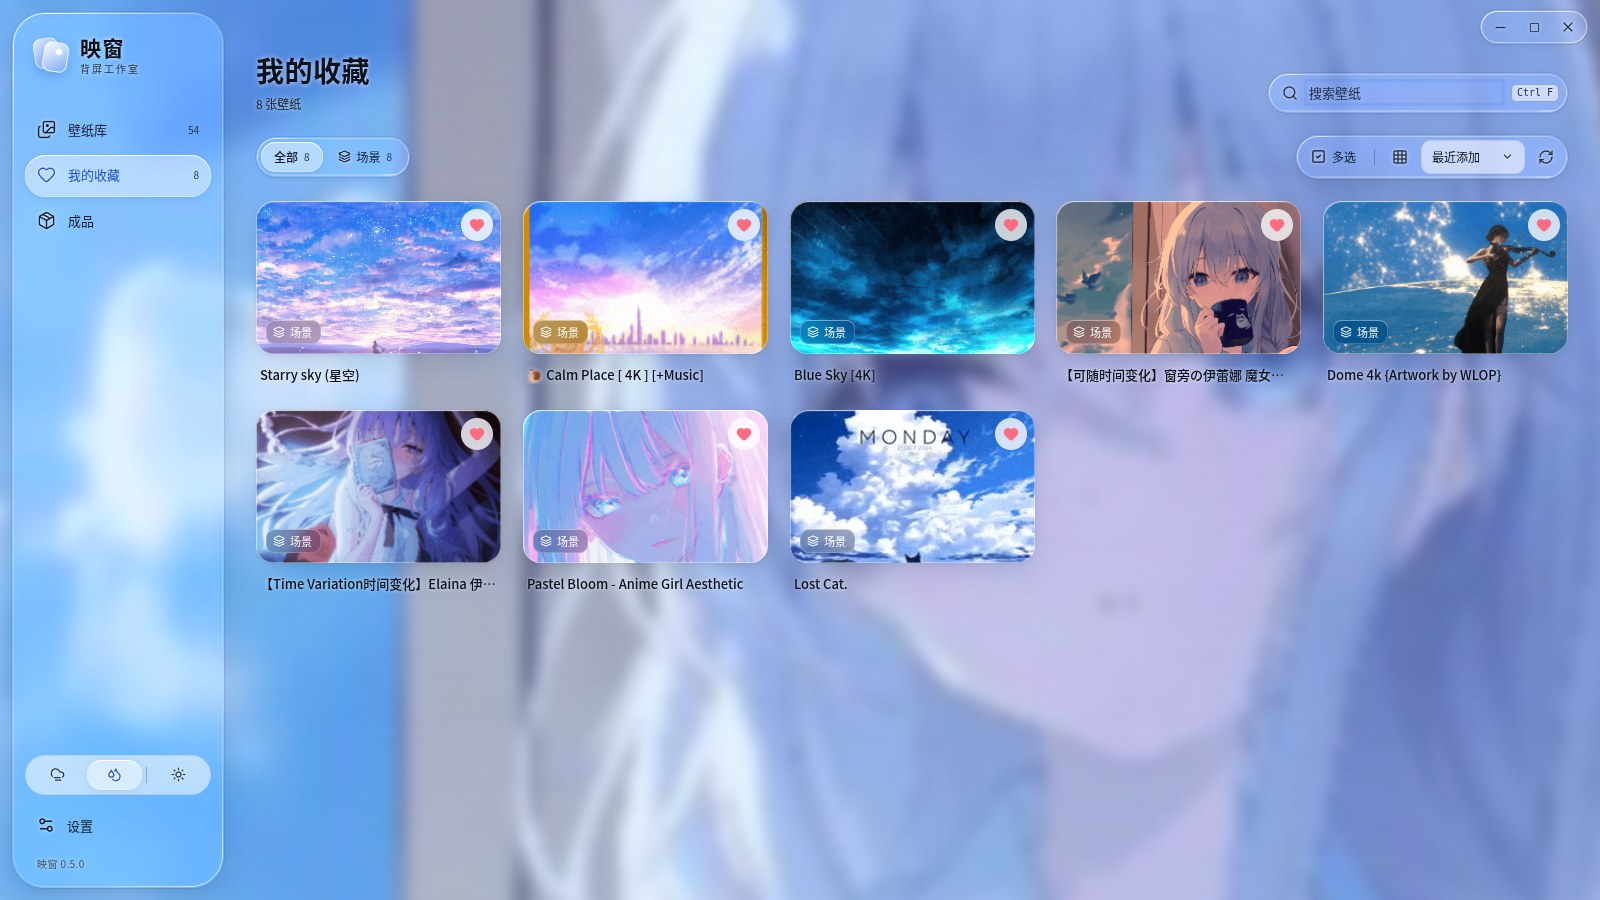 映窗
背屏工作室
壁纸库 54
我的收藏 8
成品
设置
映窗 0.5.0
我的收藏
8 张壁纸
搜索壁纸 Ctrl F
全部 8 场景 8
多选 最近添加
场景
场景
场景
场景
场景
Starry sky (星空)
Calm Place [ 4K ] [+Music]
Blue Sky [4K]
【可随时间变化】窗旁の伊蕾娜 魔女…
Dome 4k {Artwork by WLOP}
MONDAY
场景
场景
场景
【Time Variation时间变化】Elaina 伊…
Pastel Bloom - Anime Girl Aesthetic
Lost Cat.